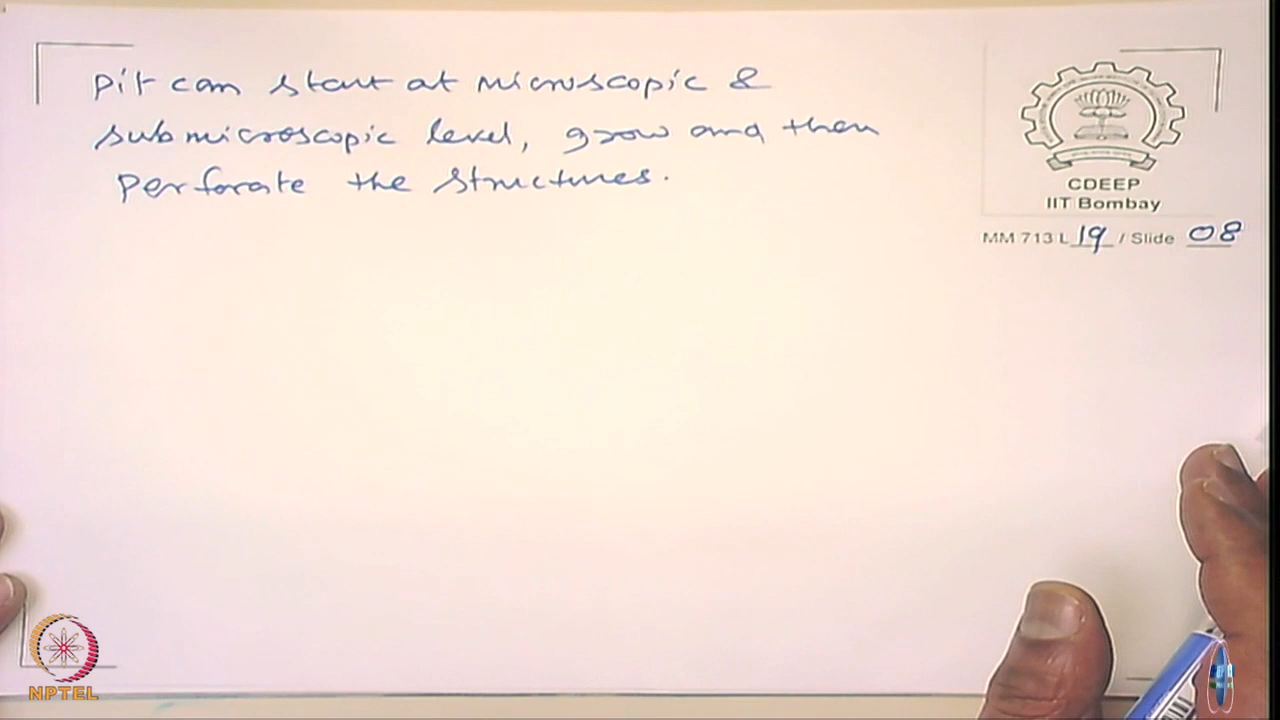 pit can start at microscopic &
submicroscopic level, grow and then
perforate the structures.
CDEEP
IIT Bombay
MM 713 L 19 / Slide 08
NPTEL